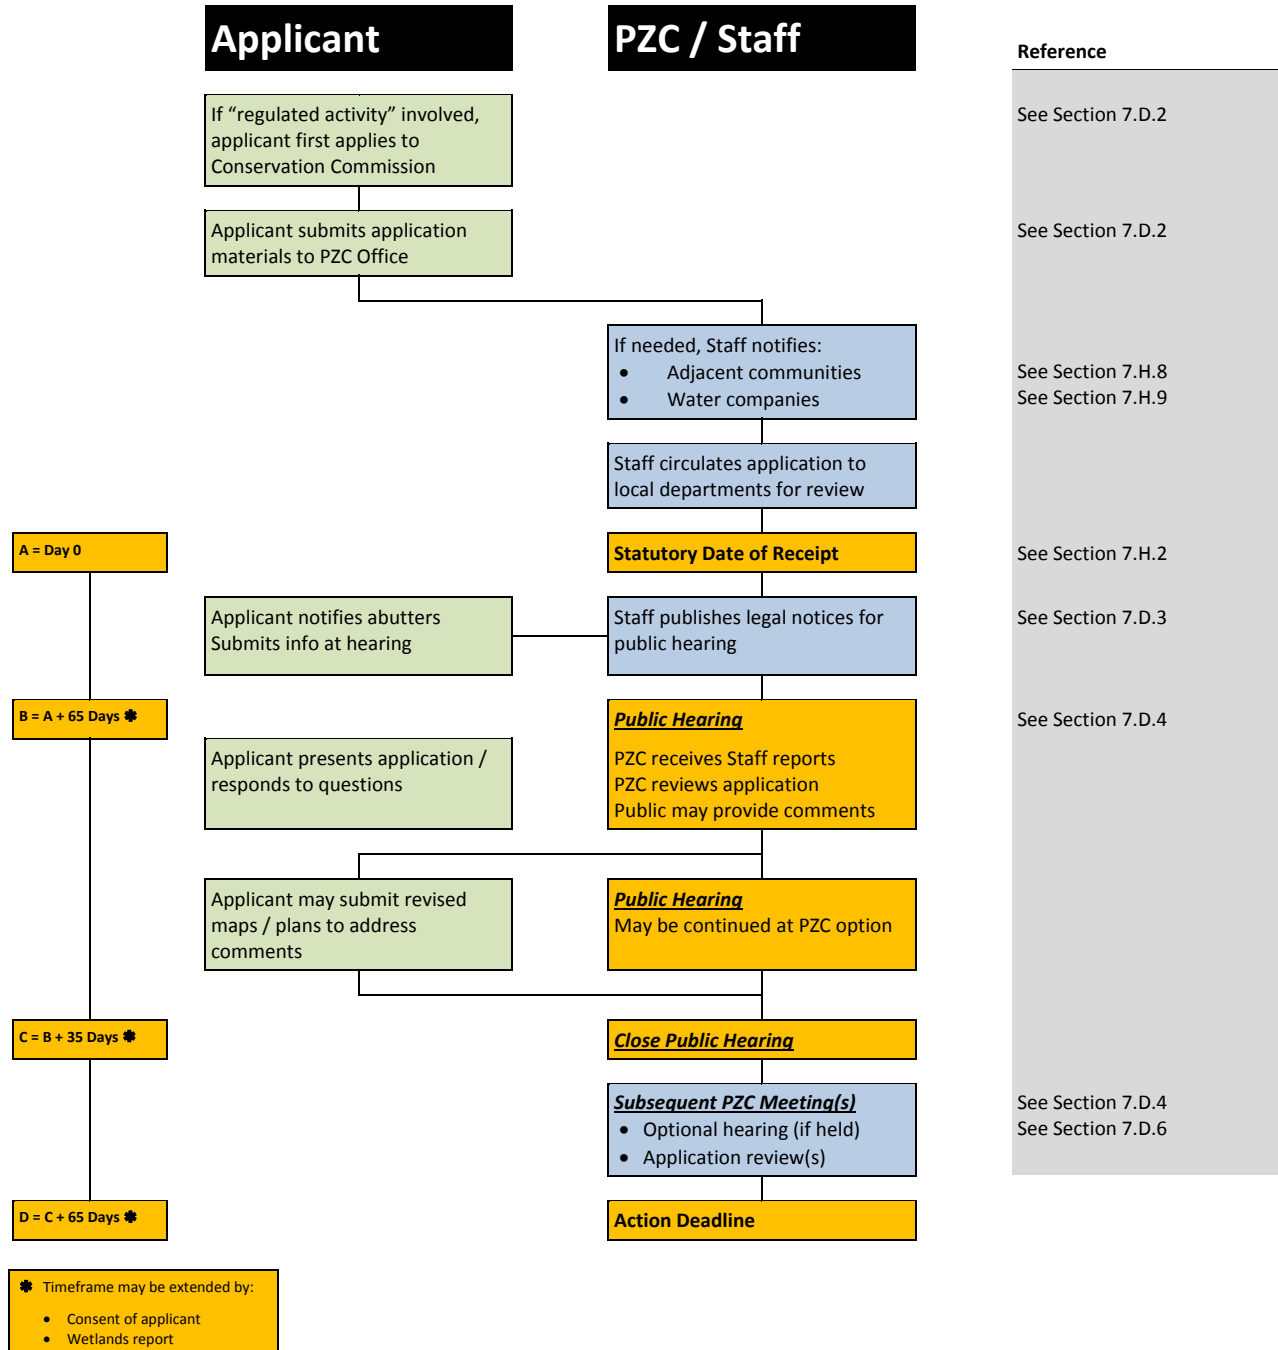 Applicant
PZC / Staff
Reference
If “regulated activity” involved,
applicant first applies to
Conservation Commission
See Section 7.D.2
Applicant submits application
materials to PZC Office
See Section 7.D.2
If needed, Staff notifies:
• Adjacent communities
• Water companies
See Section 7.H.8
See Section 7.H.9
Staff circulates application to
local departments for review
A = Day 0
Statutory Date of Receipt
See Section 7.H.2
Applicant notifies abutters
Submits info at hearing
Staff publishes legal notices for
public hearing
See Section 7.D.3
B = A + 65 Days ✽
Public Hearing
See Section 7.D.4
Applicant presents application /
responds to questions
PZC receives Staff reports
PZC reviews application
Public may provide comments
Applicant may submit revised
maps / plans to address
comments
Public Hearing
May be continued at PZC option
C = B + 35 Days ✽
Close Public Hearing
Subsequent PZC Meeting(s)
• Optional hearing (if held)
• Application review(s)
See Section 7.D.4
See Section 7.D.6
D = C + 65 Days ✽
Action Deadline
✽ Timeframe may be extended by:
• Consent of applicant
• Wetlands report